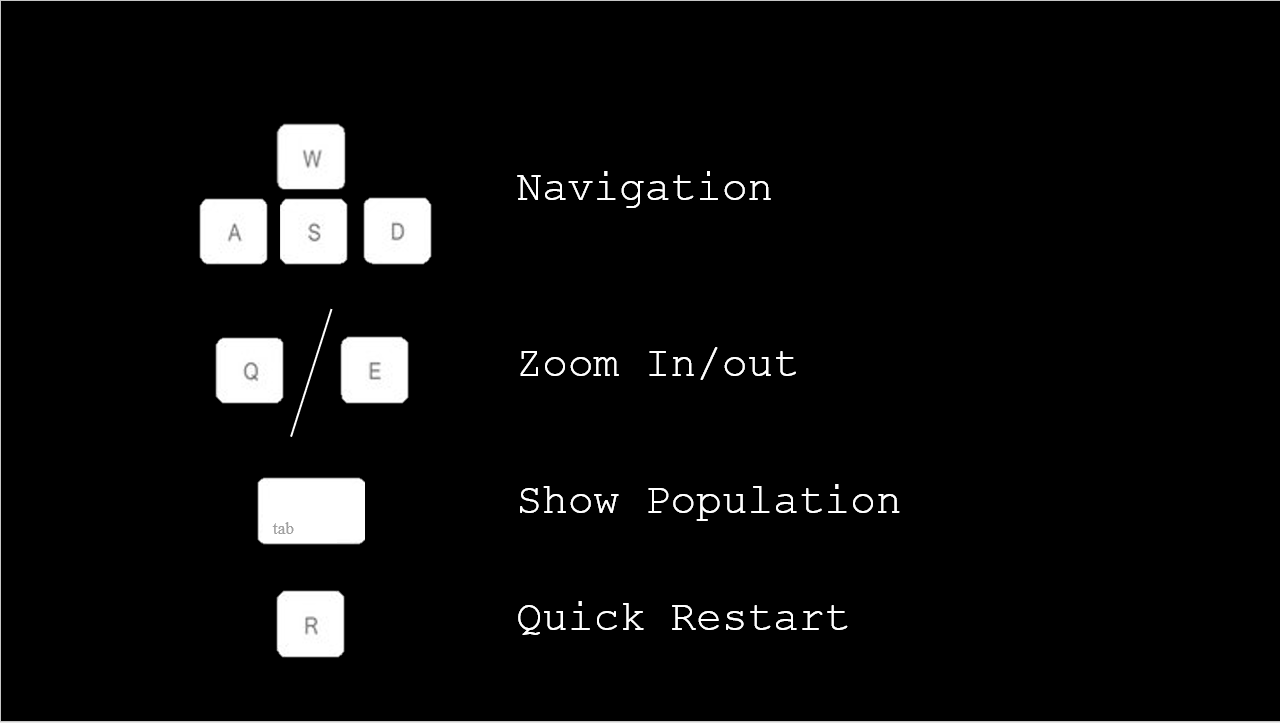 W
Navigation
A S D
Q / E Zoom In/out
Show Population
tab
Quick Restart
R